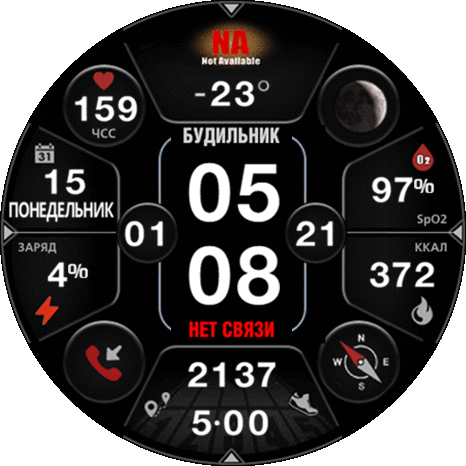 NA
Not Available
-23°
159
ЧСС
БУДИЛЬНИК
31
15
ПОНЕДЕЛЬНИК
O2
97%
SpO2
05
01
21
08
ЗАРЯД
4%
ККАЛ
372
НЕТ СВЯЗИ
N
W E
S
2137
5·00